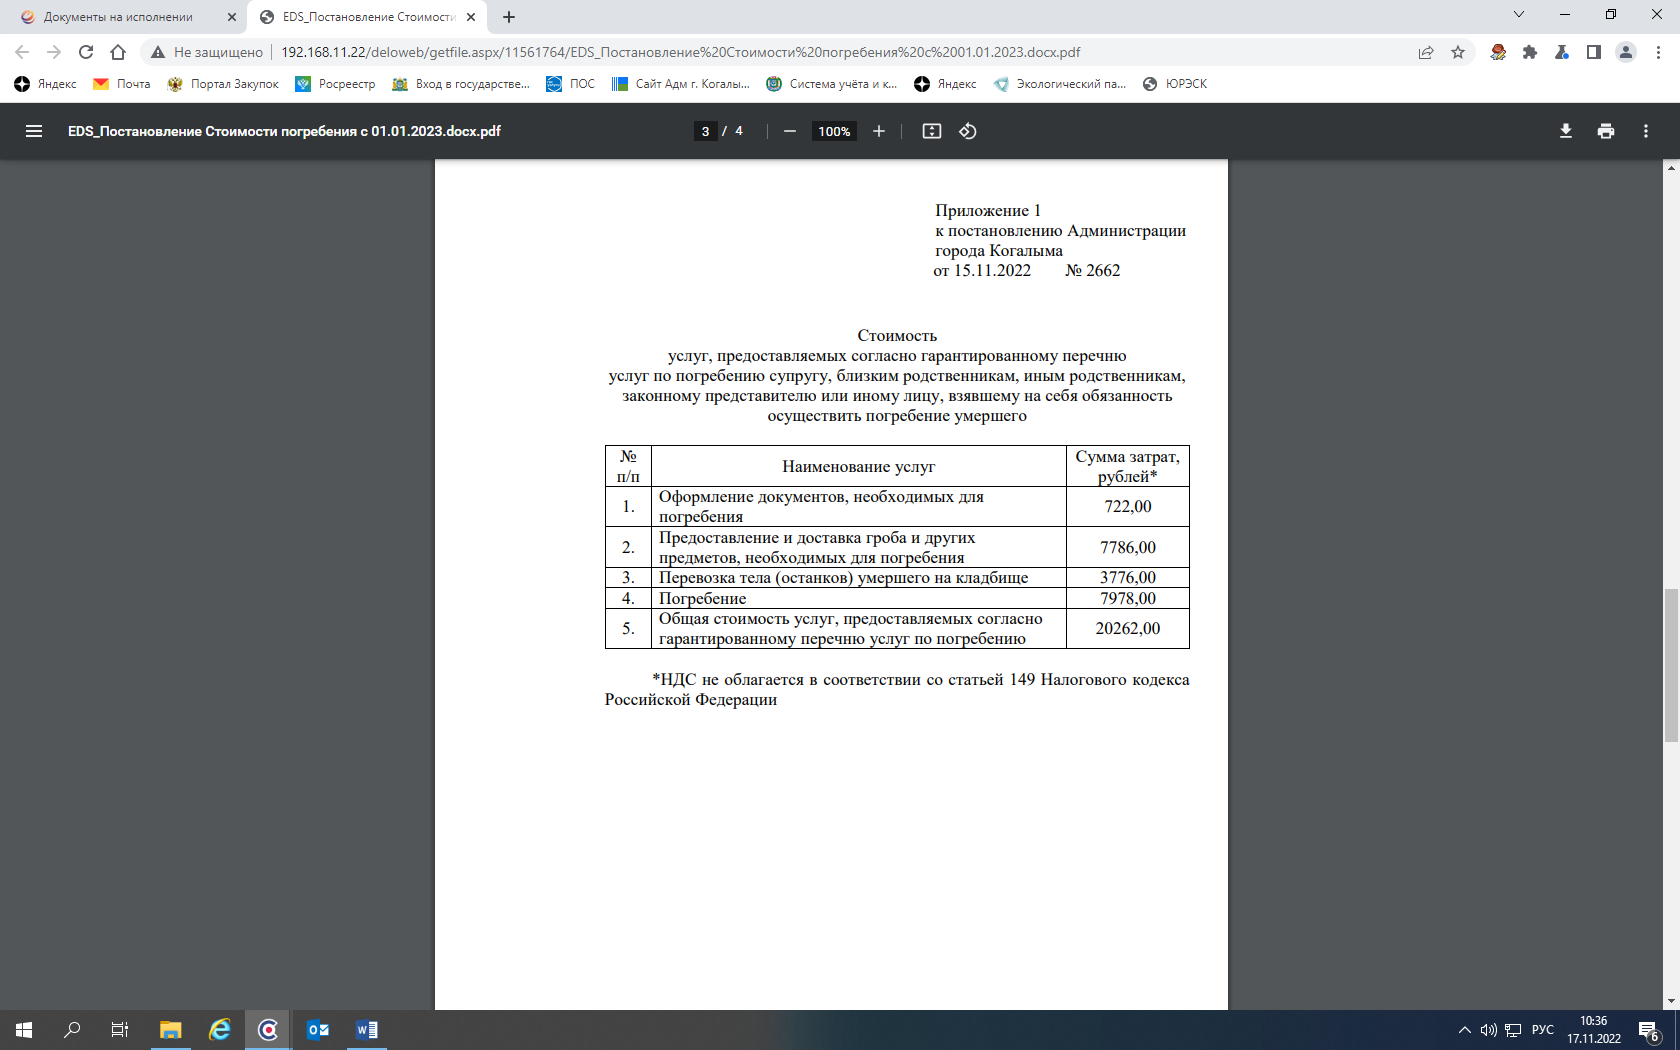 Документы на исполнении
EDS_Постановление Стоимости
Не защищено
192.168.11.22/deloweb/getfile.aspx/11561764/EDS_Постановление%20Стоимости%20погребения%20с%2001.01.2023.docx.pdf
Яндекс Почта Портал Закупок Росреестр Вход в государстве... ПОС Сайт Адм г. Когалы... Система учёта и к... Яндекс Экологический па... ЮРЭСК
EDS_Постановление Стоимости погребения с 01.01.2023.docx.pdf
3 / 4
100%
Приложение 1
к постановлению Администрации
города Когалыма
от 15.11.2022 № 2662
Стоимость
услуг, предоставляемых согласно гарантированному перечню
услуг по погребению супругу, близким родственникам, иным родственникам,
законному представителю или иному лицу, взявшему на себя обязанность
осуществить погребение умершего
№
п/п
Наименование услуг
Сумма затрат,
рублей*
1.
Оформление документов, необходимых для
погребения
722,00
2.
Предоставление и доставка гроба и других
предметов, необходимых для погребения
7786,00
3. Перевозка тела (останков) умершего на кладбище 3776,00
4. Погребение 7978,00
5.
Общая стоимость услуг, предоставляемых согласно
гарантированному перечню услуг по погребению
20262,00
*НДС не облагается в соответствии со статьей 149 Налогового кодекса
Российской Федерации
РУС
10:36
17.11.2022
6